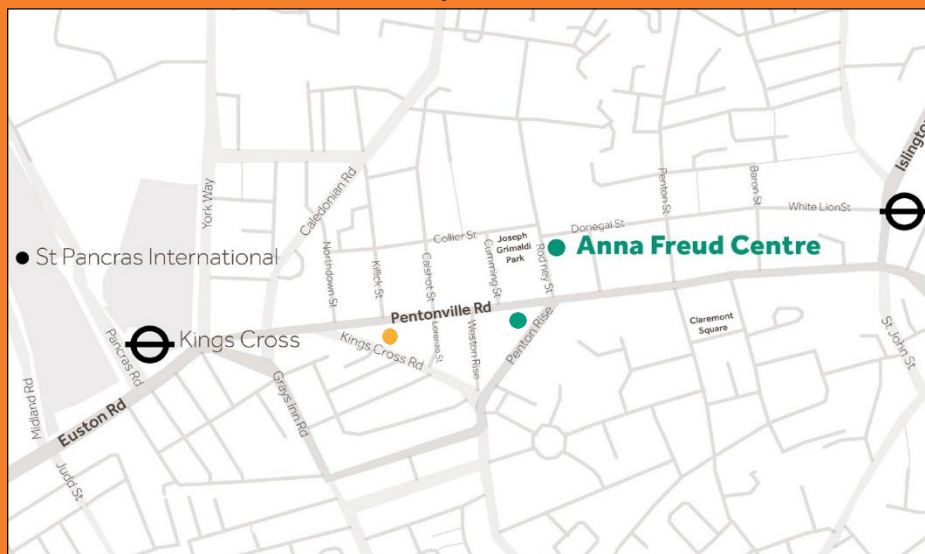 Islington
York Way
Caledonian Rd
Penton St
Baron St
White LionSt
Donegal St
Collier St
Joseph
Grimaldi
Park
Anna Freud Centre
St Pancras International
Northdown St
Killick St
Calshot St
Cumming St
Rodney St
Pentonville Rd
Claremont
Square
Kings Cross
Pancras Rd
Kings Cross Rd
Lorenzo St
Weston Rise
Penton Rise
St John St
Midland Rd
Euston Rd
Grays Inn Rd
Judd St